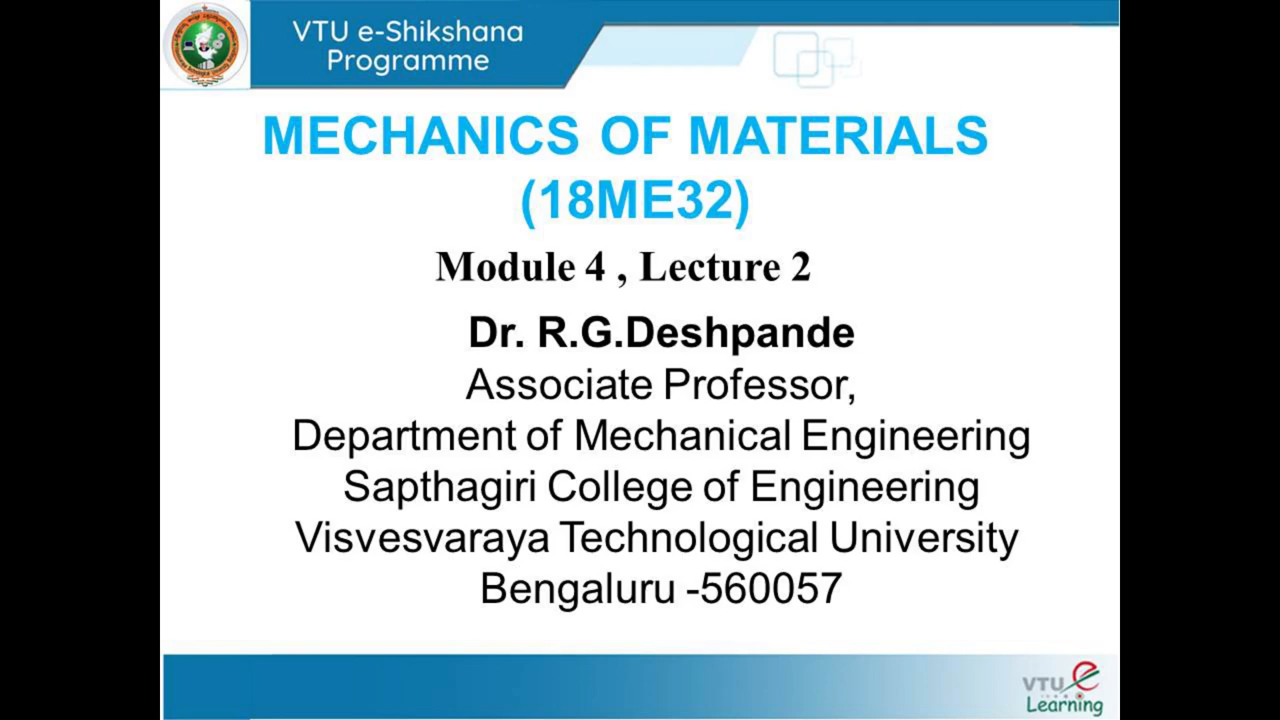 VTU e-Shikshana
Programme
MECHANICS OF MATERIALS
(18ME32)
Module 4 , Lecture 2
Dr. R.G.Deshpande
Associate Professor,
Department of Mechanical Engineering
Sapthagiri College of Engineering
Visvesvaraya Technological University
Bengaluru -560057
VTU e
Learning